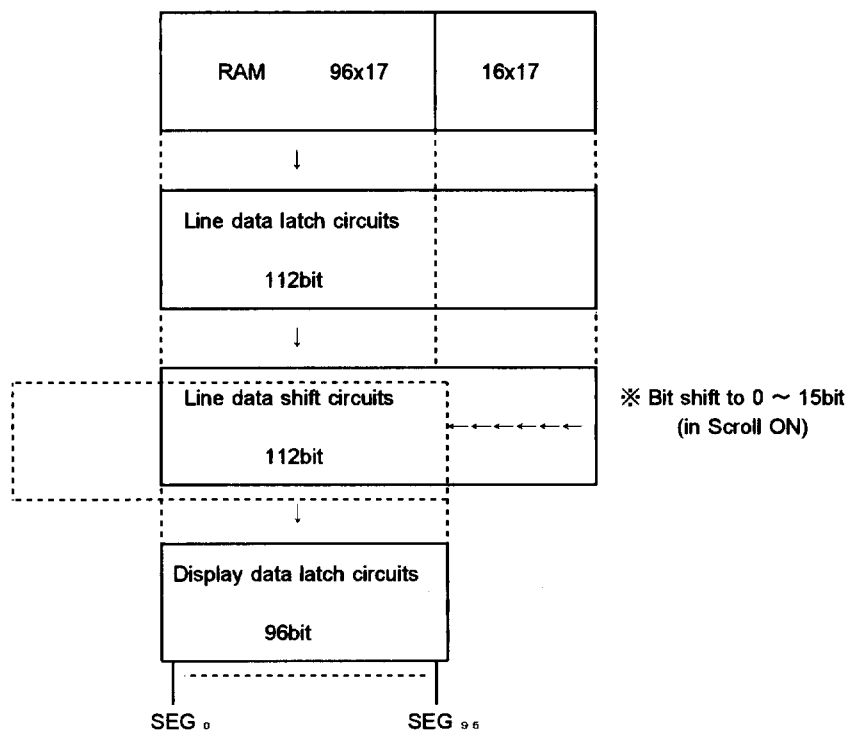 RAM 96x17 16x17
↓
Line data latch circuits
112bit
↓
Line data shift circuits
112bit
←←←←←←
※ Bit shift to 0 ～ 15bit
(in Scroll ON)
↓
Display data latch circuits
96bit
SEG 0 SEG 96